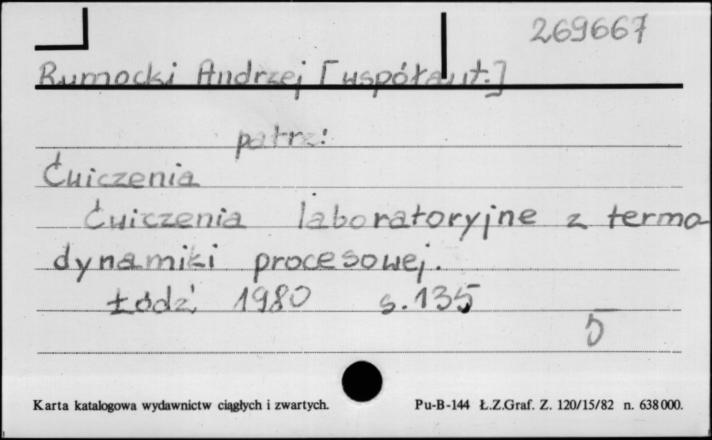 269667
Rumocki Andrzej [współaut.]
patrz:
Ćwiczenia
Ćwiczenia laboratoryjne z termo-
dynamiki procesowej.
Łódź 1980 s. 135
5
Karta katalogowa wydawnictw ciągłych i zwartych. Pu-B-144 Ł.Z.Graf. Z. 120/15/82 n. 638000.